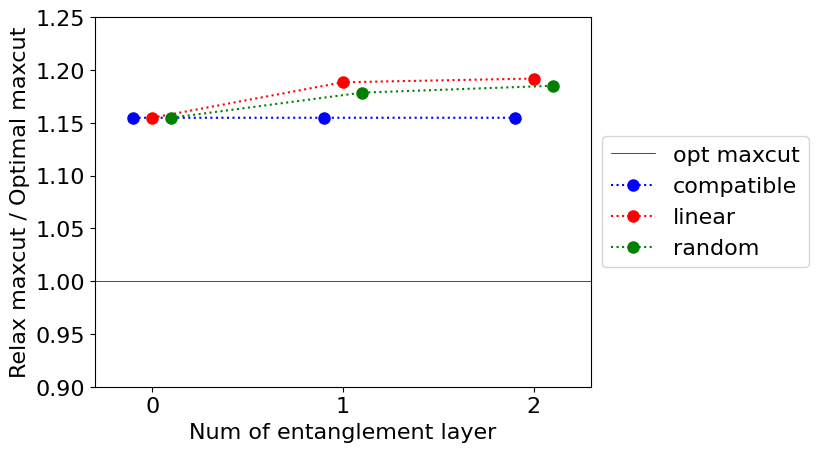 1.25
1.20
1.15
1.10
1.05
1.00
0.95
0.90
Relax maxcut / Optimal maxcut
0 1 2
Num of entanglement layer
opt maxcut
compatible
linear
random